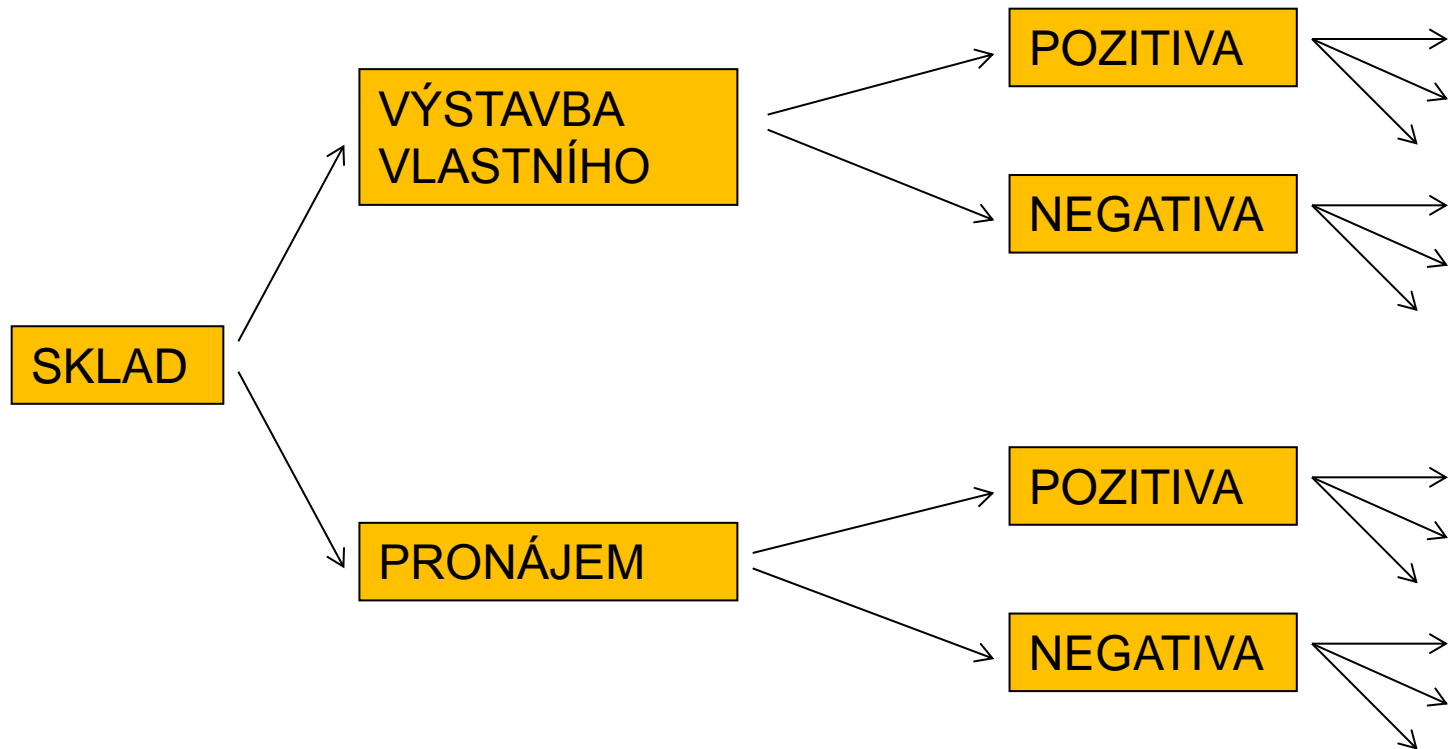 SKLAD
VÝSTAVBA
VLASTNÍHO
POZITIVA
NEGATIVA
PRONÁJEM
POZITIVA
NEGATIVA